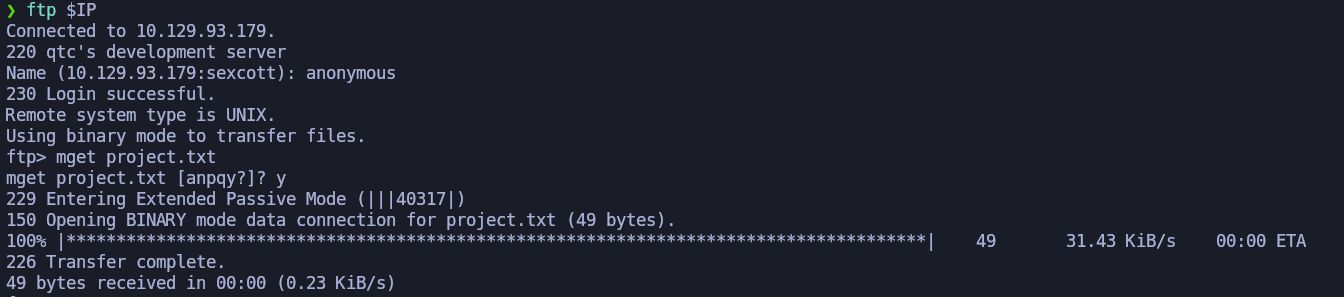 ❯ ftp $IP
Connected to 10.129.93.179.
220 qtc's development server
Name (10.129.93.179:sexcott): anonymous
230 Login successful.
Remote system type is UNIX.
Using binary mode to transfer files.
ftp> mget project.txt
mget project.txt [anpqy?]? y
229 Entering Extended Passive Mode (|||40317|)
150 Opening BINARY mode data connection for project.txt (49 bytes).
100% |**************************************************************************************|    49       31.43 KiB/s    00:00 ETA
226 Transfer complete.
49 bytes received in 00:00 (0.23 KiB/s)